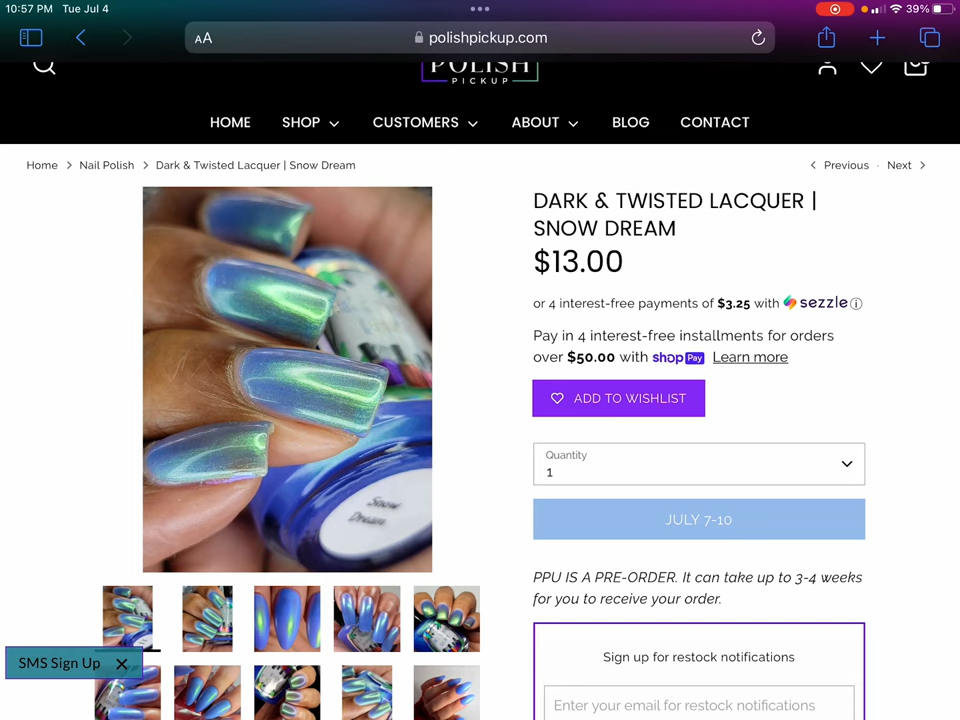 10:57 PM Tue Jul 4
39%
AA
polishpickup.com
POLISH
PICKUP
HOME SHOP CUSTOMERS ABOUT BLOG CONTACT
Home > Nail Polish > Dark & Twisted Lacquer | Snow Dream
< Previous · Next >
DARK & TWISTED LACQUER |
SNOW DREAM
$13.00
or 4 interest-free payments of $3.25 with sezzle
Pay in 4 interest-free installments for orders
over $50.00 with shop Pay Learn more
ADD TO WISHLIST
Quantity
1
JULY 7-10
PPU IS A PRE-ORDER. It can take up to 3-4 weeks
for you to receive your order.
Sign up for restock notifications
Enter your email for restock notifications
Snow
Dream
SMS Sign Up